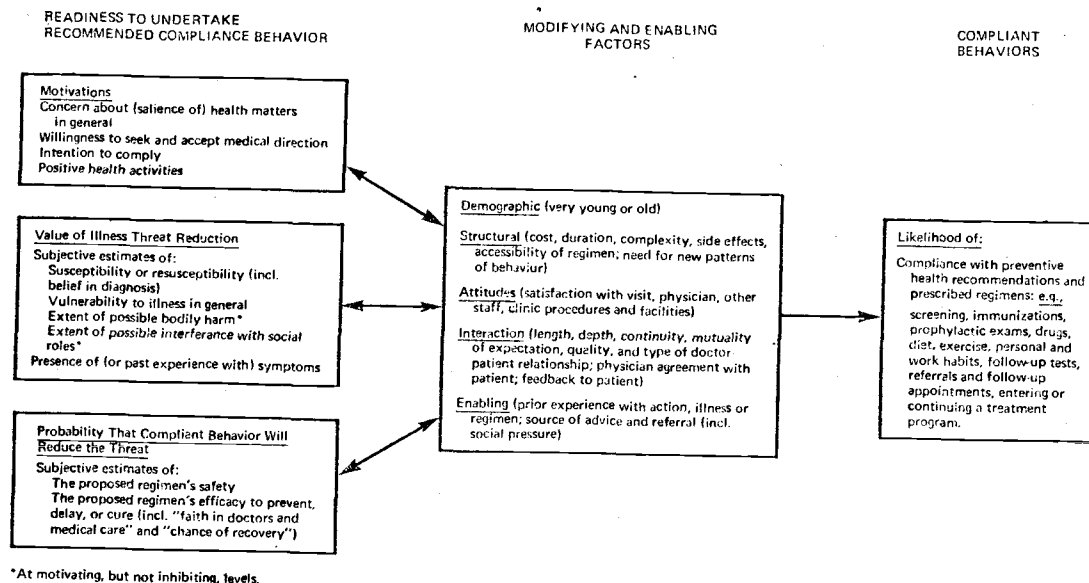 READINESS TO UNDERTAKE
RECOMMENDED COMPLIANCE BEHAVIOR
MODIFYING AND ENABLING
FACTORS
COMPLIANT
BEHAVIORS
Motivations
Concern about (salience of) health matters
in general
Willingness to seek and accept medical direction
Intention to comply
Positive health activities
Value of Illness Threat Reduction
Subjective estimates of:
Susceptibility or resusceptibility (incl.
belief in diagnosis)
Vulnerability to illness in general
Extent of possible bodily harm*
Extent of possible interferance with social
roles*
Presence of (or past experience with) symptoms
Probability That Compliant Behavior Will
Reduce the Threat
Subjective estimates of:
The proposed regimen's safety
The proposed regimen's efficacy to prevent,
delay, or cure (incl. "faith in doctors and
medical care" and "chance of recovery")
Demographic (very young or old)
Structural (cost, duration, complexity, side effects,
accessibility of regimen; need for new patterns
of behaviur)
Attitudes (satisfaction with visit, physician, other
staff, clinic procedures and facilities)
Interaction (length, depth, continuity, mutuality
of expectation, quality, and type of doctor-
patient relationship; physician agreement with
patient; feedback to patient)
Enabling (prior experience with action, illness or
regimen; source of advice and referral (incl.
social pressure)
Likelihood of:
Compliance with preventive
health recommendations and
prescribed regimens: e.g.,
screening, immunizations,
prophylactic exams, drugs,
diet, exercise, personal and
work habits, follow-up tests,
referrals and follow-up
appointments, entering or
continuing a treatment
program.
*At motivating, but not inhibiting, levels.